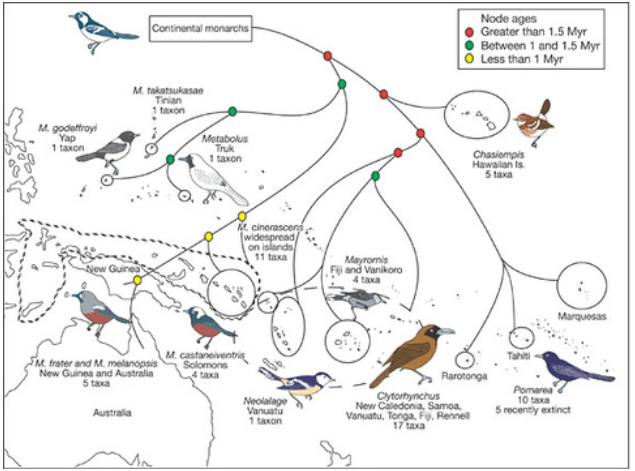 Continental monarchs
Node ages
Greater than 1.5 Myr
Between 1 and 1.5 Myr
Less than 1 Myr
M. takatsukasae
Tinian
1 taxon
M. godeffroyi
Yap
1 taxon
Metabolus
Truk
1 taxon
Chasiempis
Hawaiian Is.
5 taxa
M. cinerascens
widespread
on islands
11 taxa
New Guinea
Mayrornis
Fiji and Vanikoro
4 taxa
Marquesas
M. frater and M. melanopsis
New Guinea and Australia
5 taxa
M. castaneiventris
Solomons
4 taxa
Neolalage
Vanuatu
1 taxon
Clytorhynchus
New Caledonia, Samoa,
Vanuatu, Tonga, Fiji, Rennell
17 taxa
Rarotonga
Tahiti
Pomarea
10 taxa
5 recently extinct
Australia